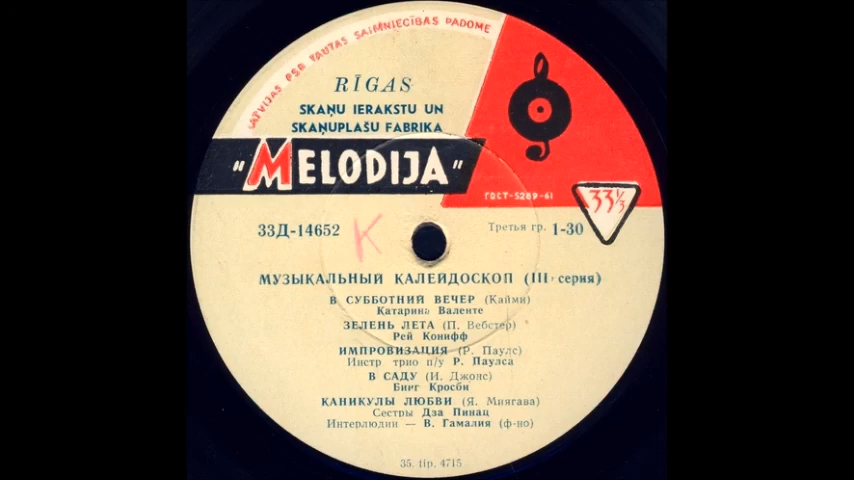 LATVIJAS PSR TAUTAS SAIMNIECĪBAS PADOME
RĪGAS
SKAŅU IERAKSTU UN
SKAŅUPLAŠU FABRIKA
"MELODIJA"
ГОСТ-5289-61
33⅓
33Д-14652
К
Третья гр. 1-30
МУЗЫКАЛЬНЫЙ КАЛЕЙДОСКОП (III·серия)
В СУББОТНИЙ ВЕЧЕР (Кайми)
Катарина Валенте
ЗЕЛЕНЬ ЛЕТА (П. Вебстер)
Рей Конифф
ИМПРОВИЗАЦИЯ (Р. Паулс)
Инстр трио п/у Р. Паулса
В САДУ (И. Джонс)
Бирг Кросби
КАНИКУЛЫ ЛЮБВИ (Я. Миягава)
Сестры Дза Пинац
Интерлюдии — В. Гамалия (ф-но)
35. tip. 4715